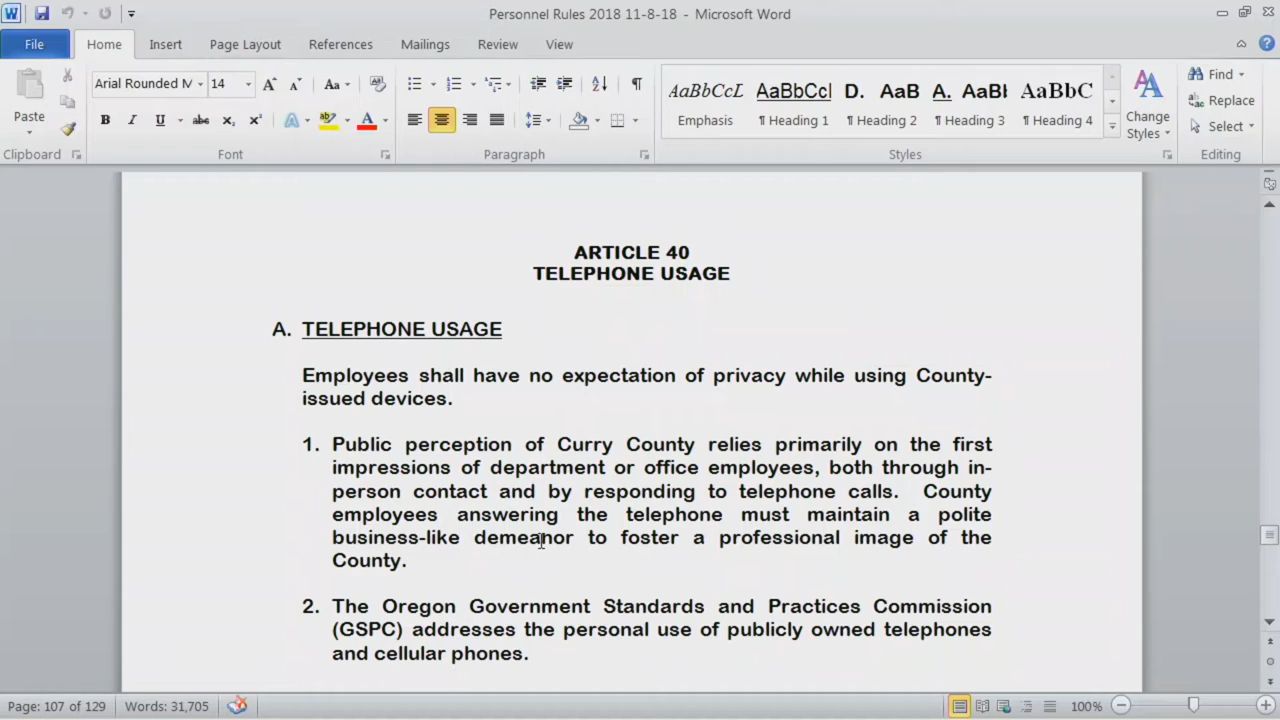 Personnel Rules 2018 11-8-18 - Microsoft Word
File Home Insert Page Layout References Mailings Review View
Arial Rounded M 14
Paste
AaBbCcL AaBbCcl D. AaB A. AaBl AaBbC
Emphasis ¶ Heading 1 ¶ Heading 2 ¶ Heading 3 ¶ Heading 4
Change Styles
Find
Replace
Select
Clipboard Font Paragraph Styles Editing
ARTICLE 40
TELEPHONE USAGE
A. TELEPHONE USAGE
Employees shall have no expectation of privacy while using County-
issued devices.
1. Public perception of Curry County relies primarily on the first
impressions of department or office employees, both through in-
person contact and by responding to telephone calls. County
employees answering the telephone must maintain a polite
business-like demeanor to foster a professional image of the
County.
2. The Oregon Government Standards and Practices Commission
(GSPC) addresses the personal use of publicly owned telephones
and cellular phones.
Page: 107 of 129 Words: 31,705 100%